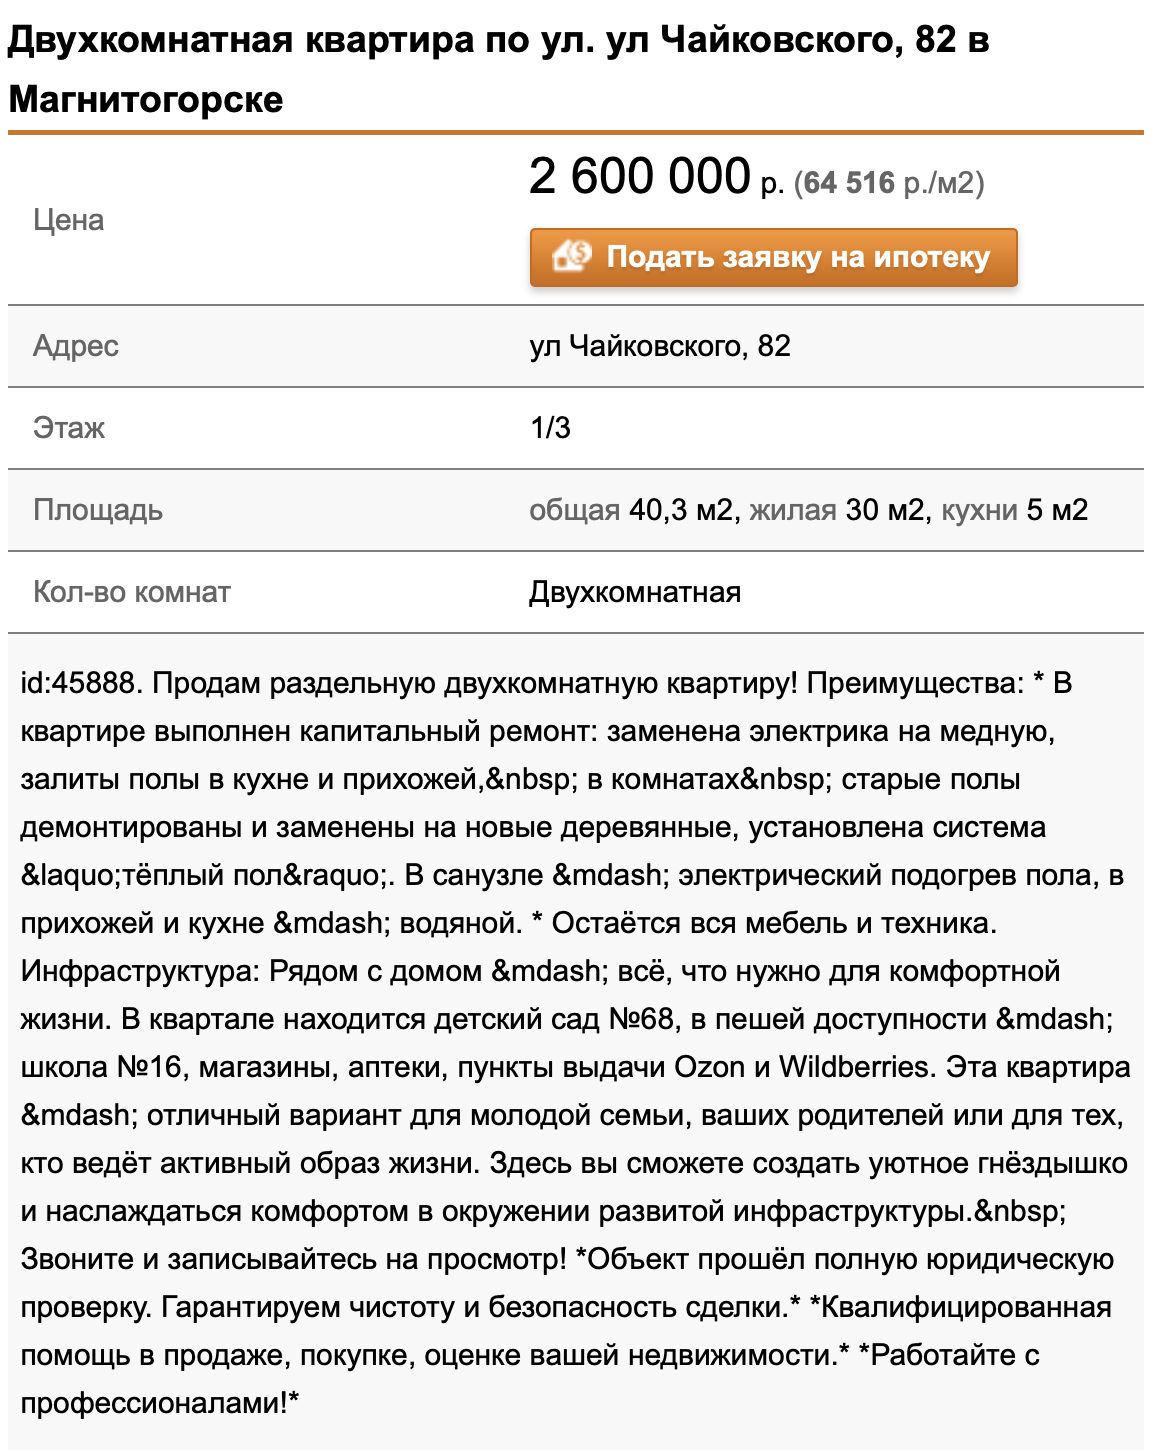 Двухкомнатная квартира по ул. ул Чайковского, 82 в
Магнитогорске
Цена
2 600 000 р. (64 516 р./м2)
Подать заявку на ипотеку
Адрес
ул Чайковского, 82
Этаж
1/3
Площадь
общая 40,3 м2, жилая 30 м2, кухни 5 м2
Кол-во комнат
Двухкомнатная
id:45888. Продам раздельную двухкомнатную квартиру! Преимущества: * В
квартире выполнен капитальный ремонт: заменена электрика на медную,
залиты полы в кухне и прихожей,&nbsp; в комнатах&nbsp; старые полы
демонтированы и заменены на новые деревянные, установлена система
&laquo;тёплый пол&raquo;. В санузле &mdash; электрический подогрев пола, в
прихожей и кухне &mdash; водяной. * Остаётся вся мебель и техника.
Инфраструктура: Рядом с домом &mdash; всё, что нужно для комфортной
жизни. В квартале находится детский сад №68, в пешей доступности &mdash;
школа №16, магазины, аптеки, пункты выдачи Ozon и Wildberries. Эта квартира
&mdash; отличный вариант для молодой семьи, ваших родителей или для тех,
кто ведёт активный образ жизни. Здесь вы сможете создать уютное гнёздышко
и наслаждаться комфортом в окружении развитой инфраструктуры.&nbsp;
Звоните и записывайтесь на просмотр! *Объект прошёл полную юридическую
проверку. Гарантируем чистоту и безопасность сделки.* *Квалифицированная
помощь в продаже, покупке, оценке вашей недвижимости.* *Работайте с
профессионалами!*